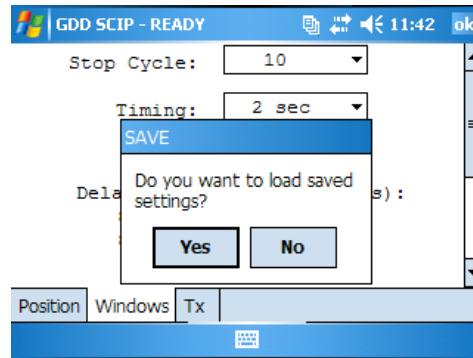 GDD SCIP - READY 11:42 ok
Stop Cycle: 10
Timing: 2 sec
SAVE
Do you want to load saved
settings?
Yes No
Position Windows Tx